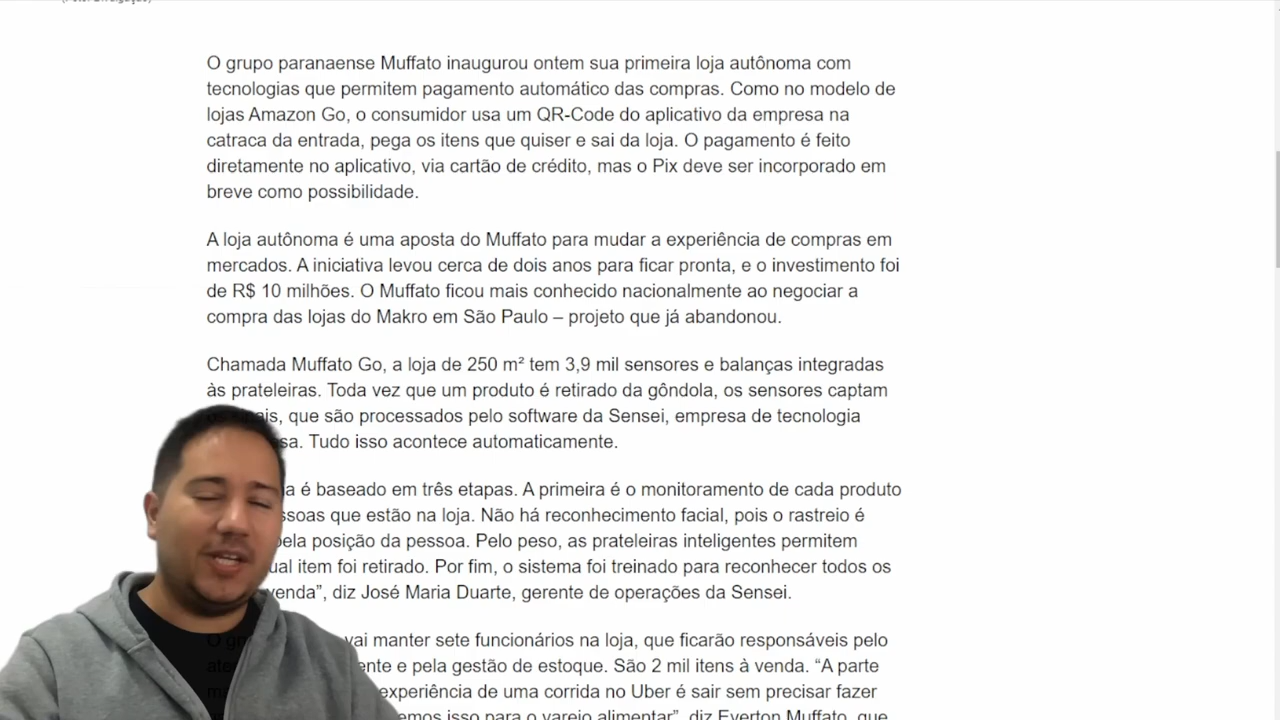 O grupo paranaense Muffato inaugurou ontem sua primeira loja autônoma com
tecnologias que permitem pagamento automático das compras. Como no modelo de
lojas Amazon Go, o consumidor usa um QR-Code do aplicativo da empresa na
catraca da entrada, pega os itens que quiser e sai da loja. O pagamento é feito
diretamente no aplicativo, via cartão de crédito, mas o Pix deve ser incorporado em
breve como possibilidade.
A loja autônoma é uma aposta do Muffato para mudar a experiência de compras em
mercados. A iniciativa levou cerca de dois anos para ficar pronta, e o investimento foi
de R$ 10 milhões. O Muffato ficou mais conhecido nacionalmente ao negociar a
compra das lojas do Makro em São Paulo – projeto que já abandonou.
Chamada Muffato Go, a loja de 250 m² tem 3,9 mil sensores e balanças integradas
às prateleiras. Toda vez que um produto é retirado da gôndola, os sensores captam
que são processados pelo software da Sensei, empresa de tecnologia
Tudo isso acontece automaticamente.
é baseado em três etapas. A primeira é o monitoramento de cada produto
que estão na loja. Não há reconhecimento facial, pois o rastreio é
pela posição da pessoa. Pelo peso, as prateleiras inteligentes permitem
qual item foi retirado. Por fim, o sistema foi treinado para reconhecer todos os
venda”, diz José Maria Duarte, gerente de operações da Sensei.
O vai manter sete funcionários na loja, que ficarão responsáveis pelo
e pela gestão de estoque. São 2 mil itens à venda. “A parte
experiência de uma corrida no Uber é sair sem precisar fazer
isso para o varejo alimentar”, diz Everton Muffato, que